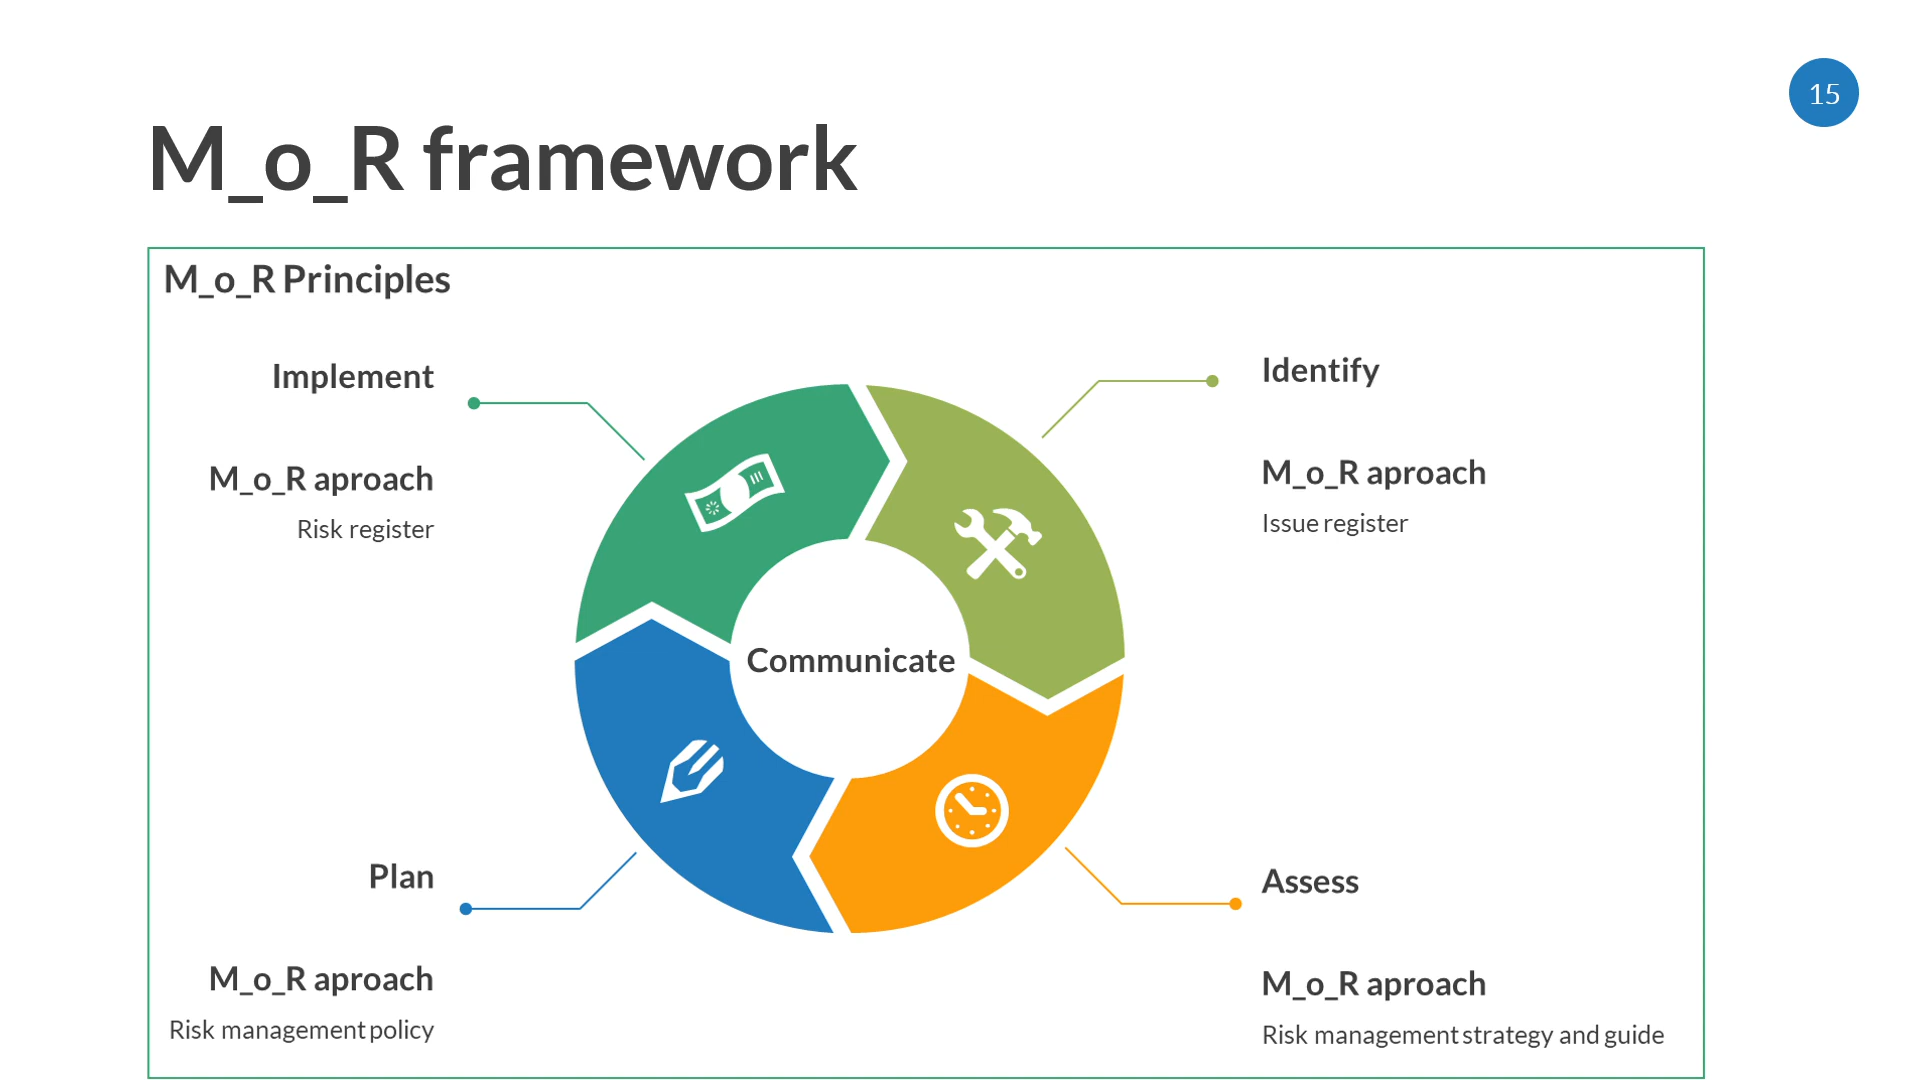 15
M_o_R framework
M_o_R Principles
Implement
M_o_R aproach
Risk register
Identify
M_o_R aproach
Issue register
Communicate
Plan
M_o_R aproach
Risk management policy
Assess
M_o_R aproach
Risk management strategy and guide